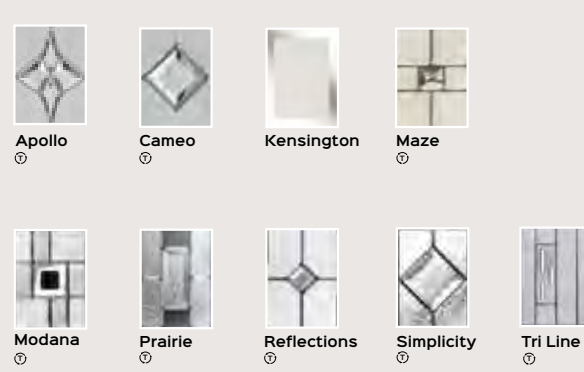 Apollo
Ⓣ
Cameo
Ⓣ
Kensington
Maze
Ⓣ
Modana
Ⓣ
Prairie
Ⓣ
Reflections
Ⓣ
Simplicity
Ⓣ
Tri Line
Ⓣ